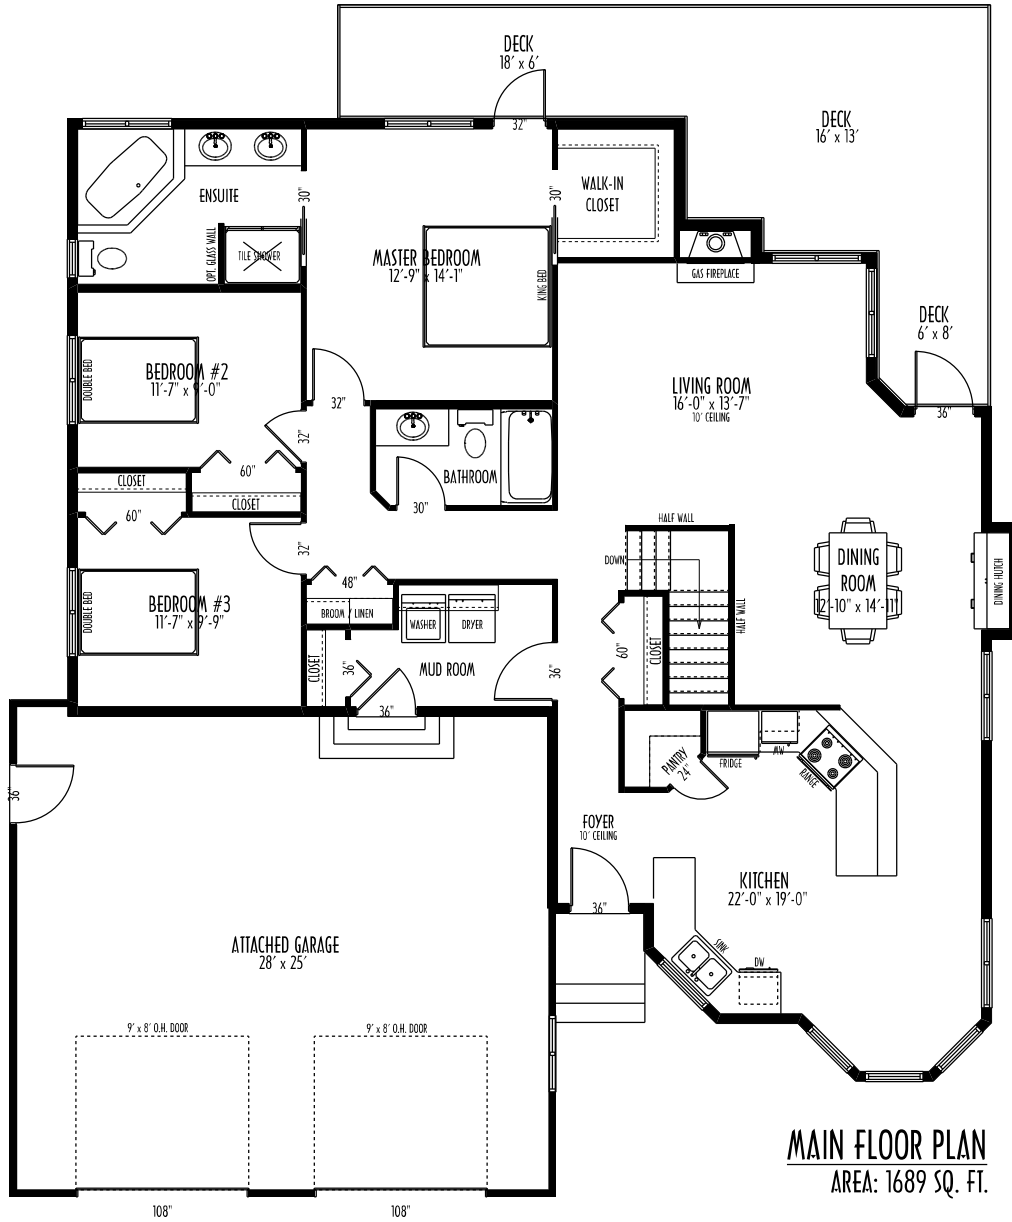 DECK
18' x 6'
32"
DECK
16' x 13'
ENSUITE
30"
30"
WALK-IN
CLOSET
OPT. GLASS WALL
TILE SHOWER
MASTER BEDROOM
12'-9" x 14'-1"
KING BED
GAS FIREPLACE
DECK
6' x 8'
36"
BEDROOM #2
11'-7" x 9'-0"
DOUBLE BED
32"
32"
LIVING ROOM
16'-0" x 13'-7"
10' CEILING
CLOSET
60"
CLOSET
60"
BATHROOM
30"
32"
HALF WALL
DOWN
HALF WALL
DINING
ROOM
12'-10" x 14'-11"
DINING HUTCH
BEDROOM #3
11'-7" x 9'-9"
DOUBLE BED
48"
BROOM / LINEN
WASHER
DRYER
CLOSET
36"
MUD ROOM
36"
36"
60"
CLOSET
PANTRY
24"
FRIDGE
MW
RANGE
36"
FOYER
10' CEILING
36"
KITCHEN
22'-0" x 19'-0"
SINK
DW
ATTACHED GARAGE
28' x 25'
9' x 8' O.H. DOOR
9' x 8' O.H. DOOR
108"
108"
MAIN FLOOR PLAN
AREA: 1689 SQ. FT.